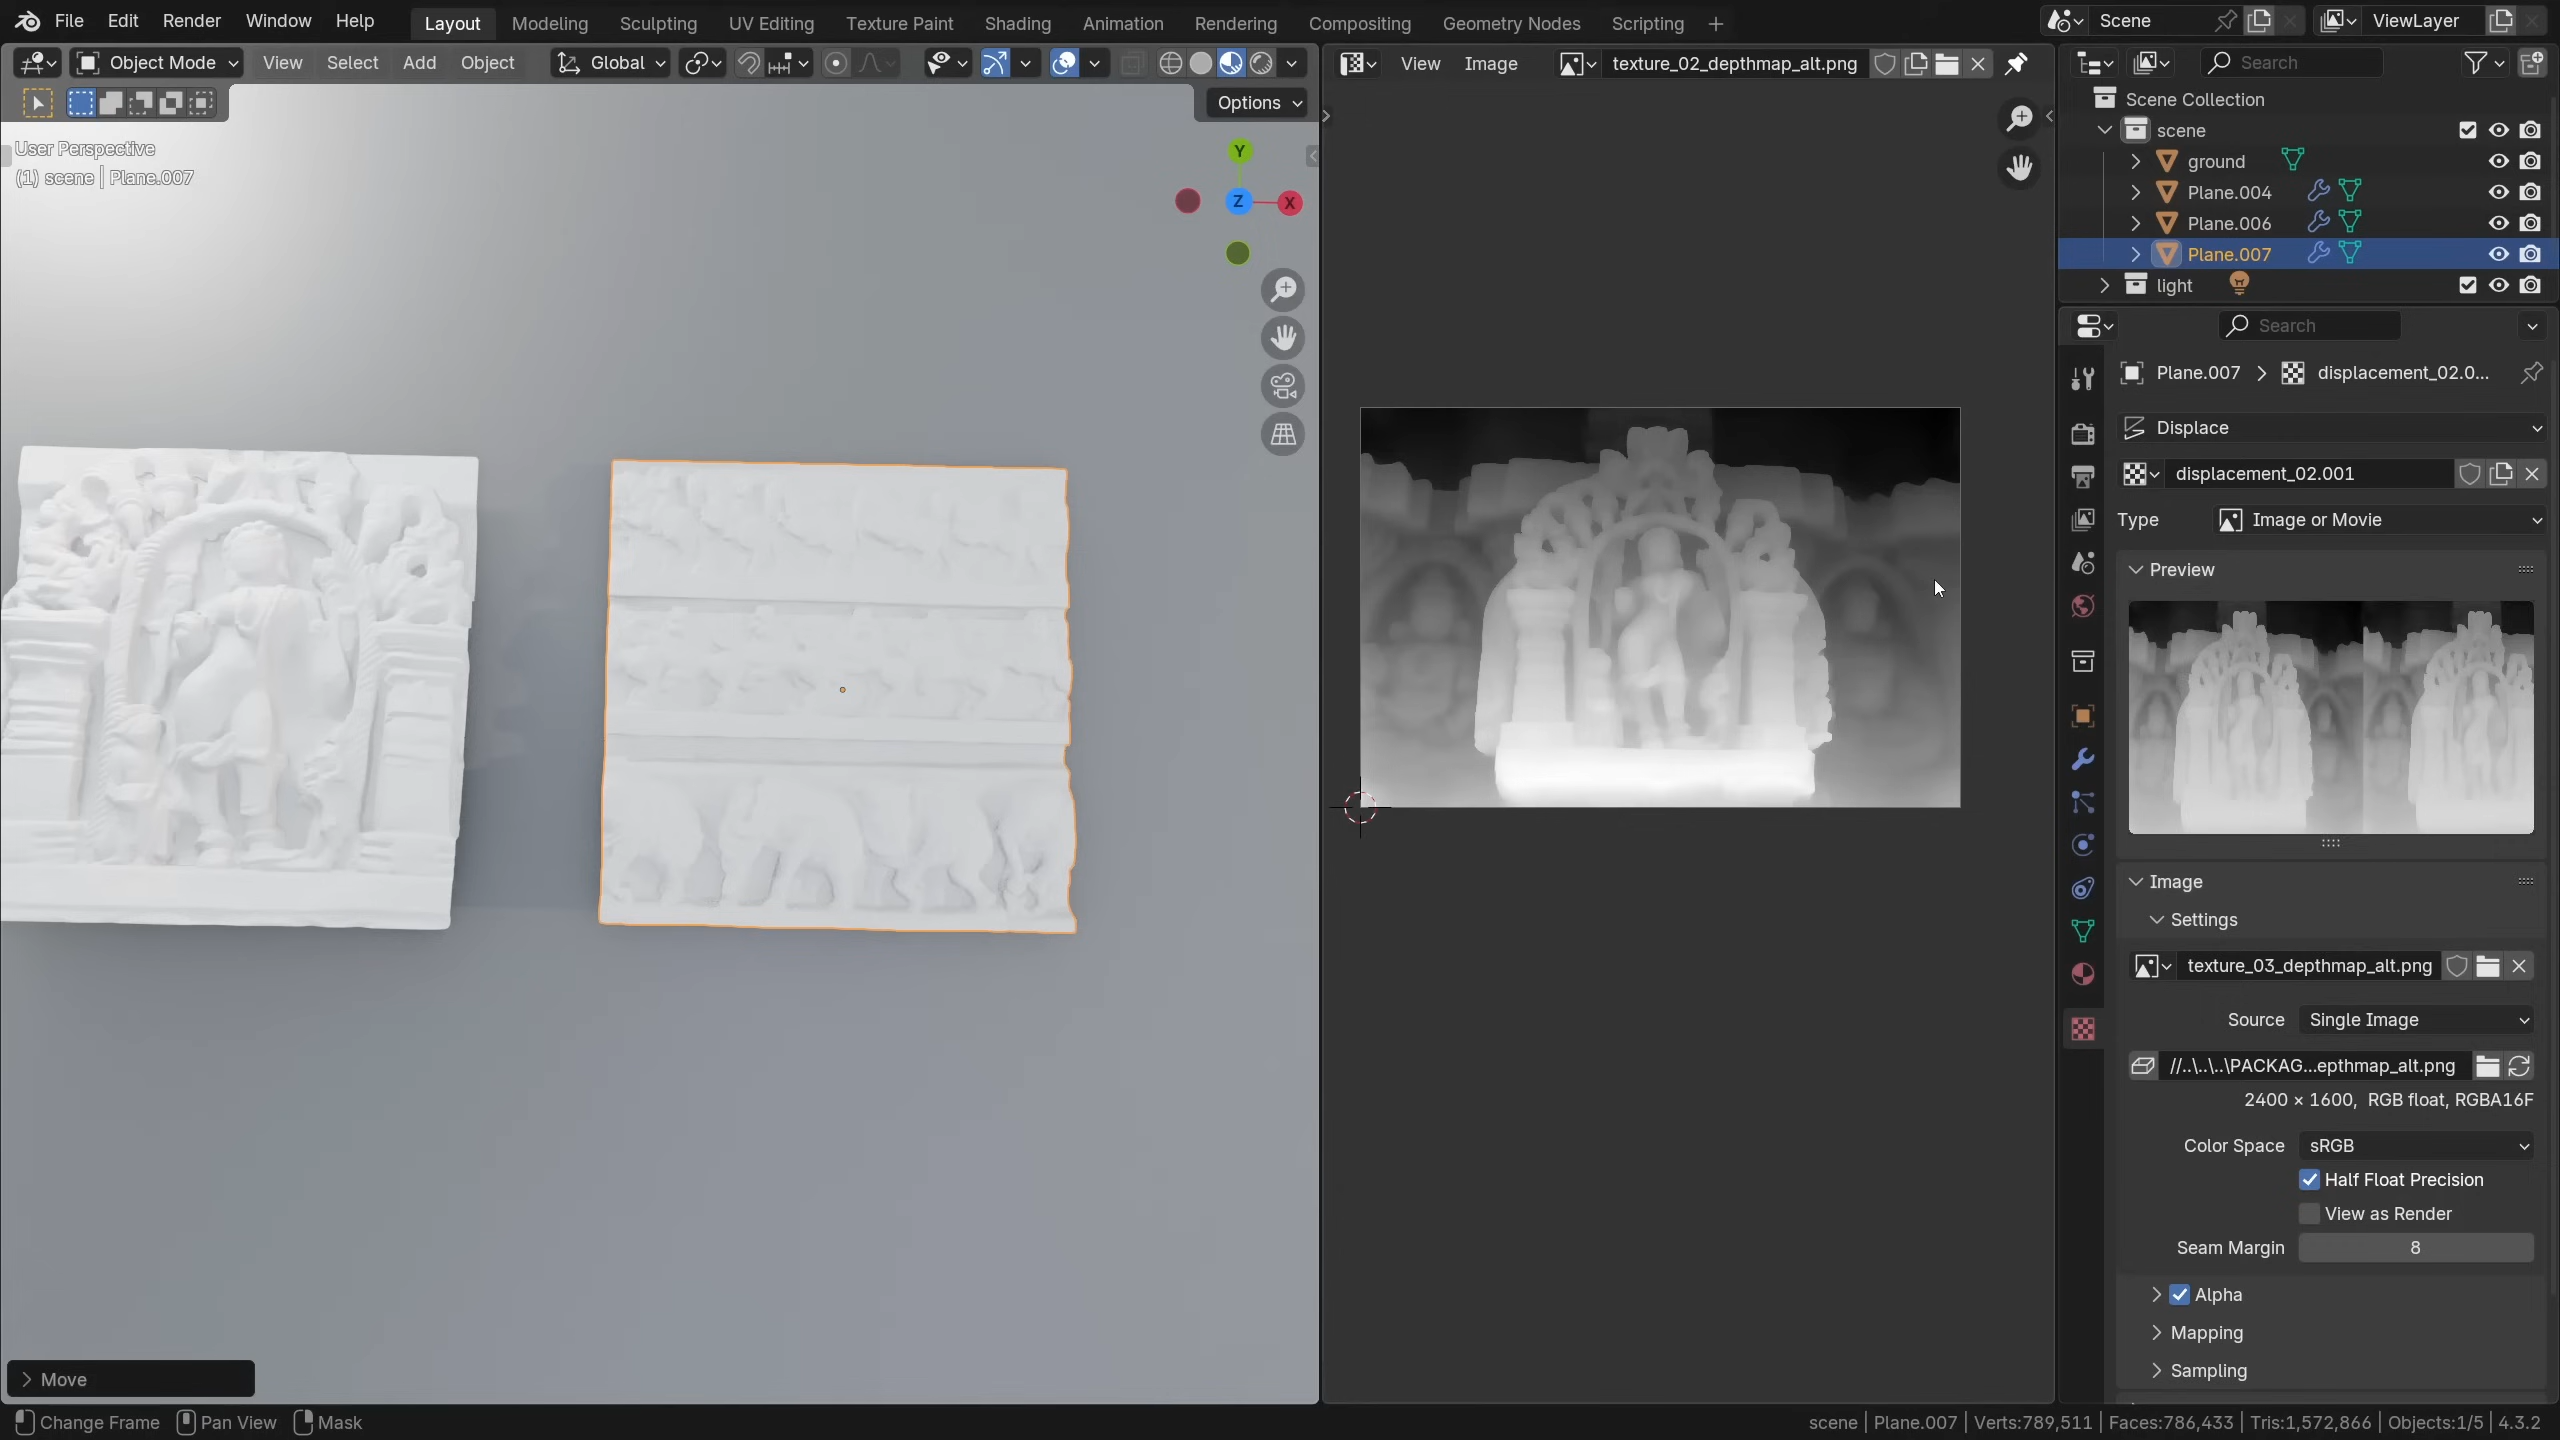 File Edit Render Window Help Layout Modeling Sculpting UV Editing Texture Paint Shading Animation Rendering Compositing Geometry Nodes Scripting + Scene ViewLayer
Object Mode View Select Add Object Global
Options
User Perspective
(1) scene | Plane.007
Y
Z
X
Move
View Image texture_02_depthmap_alt.png
Search
Scene Collection
scene
ground
Plane.004
Plane.006
Plane.007
light
Search
Plane.007 > displacement_02.0...
Displace
displacement_02.001
Type Image or Movie
Preview
Image
Settings
texture_03_depthmap_alt.png
Source Single Image
//..\..\..\PACKAG...epthmap_alt.png
2400 × 1600, RGB float, RGBA16F
Color Space sRGB
Half Float Precision
View as Render
Seam Margin 8
Alpha
Mapping
Sampling
Change Frame Pan View Mask
scene | Plane.007 | Verts:789,511 | Faces:786,433 | Tris:1,572,866 | Objects:1/5 | 4.3.2